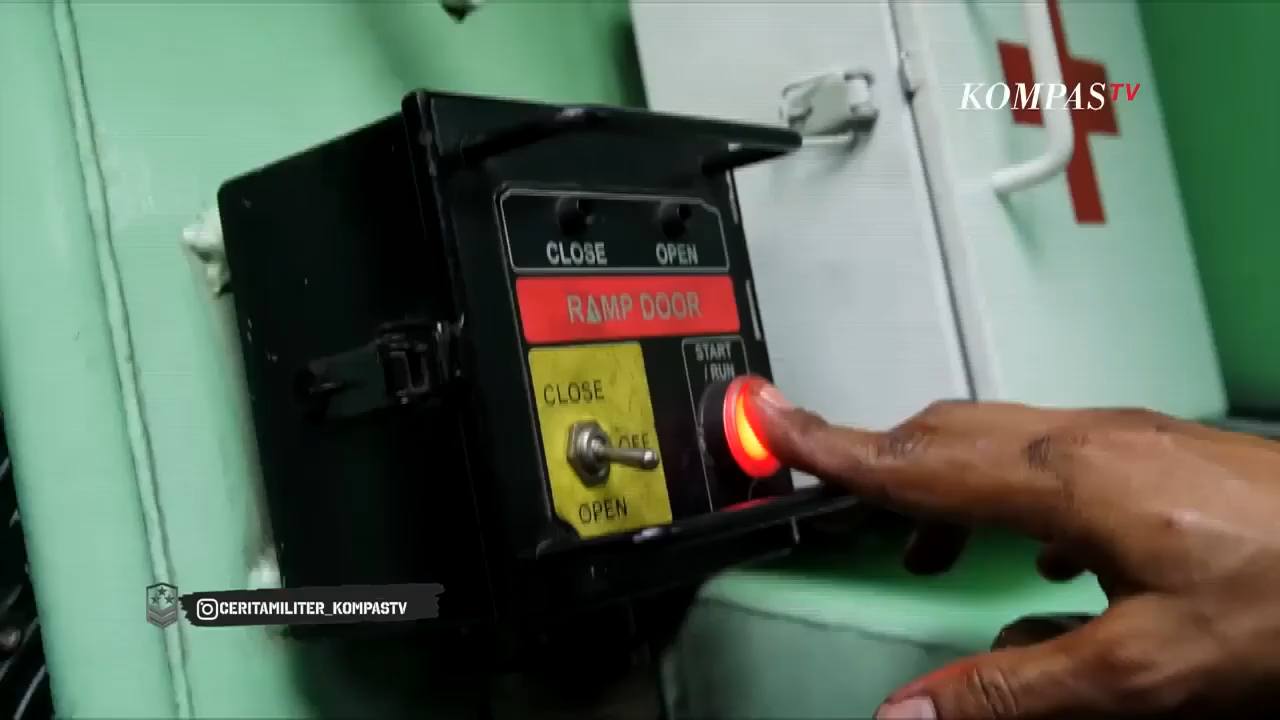 KOMPASTV
CLOSE OPEN
RAMP DOOR
START
/ RUN
CLOSE
OFF
OPEN
CERITAMILITER_KOMPASTV